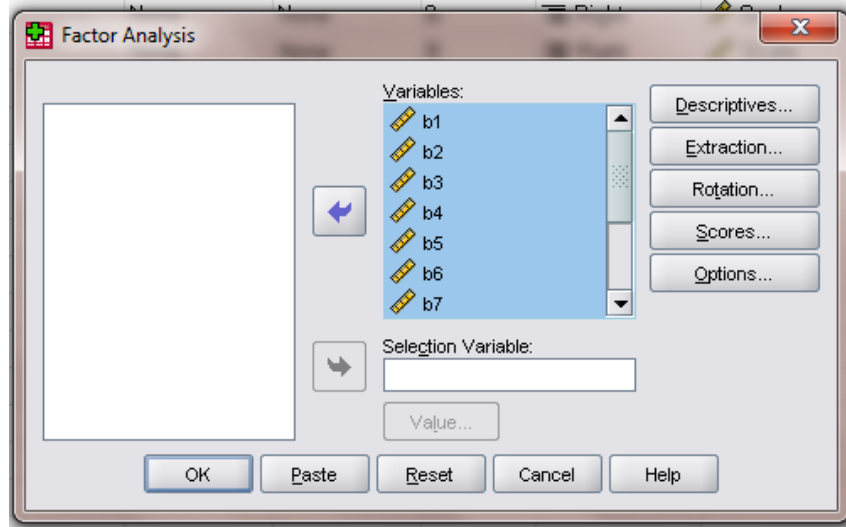 Factor Analysis
Variables:
b1
b2
b3
b4
b5
b6
b7
Descriptives...
Extraction...
Rotation...
Scores...
Options...
Selection Variable:
Value...
OK Paste Reset Cancel Help